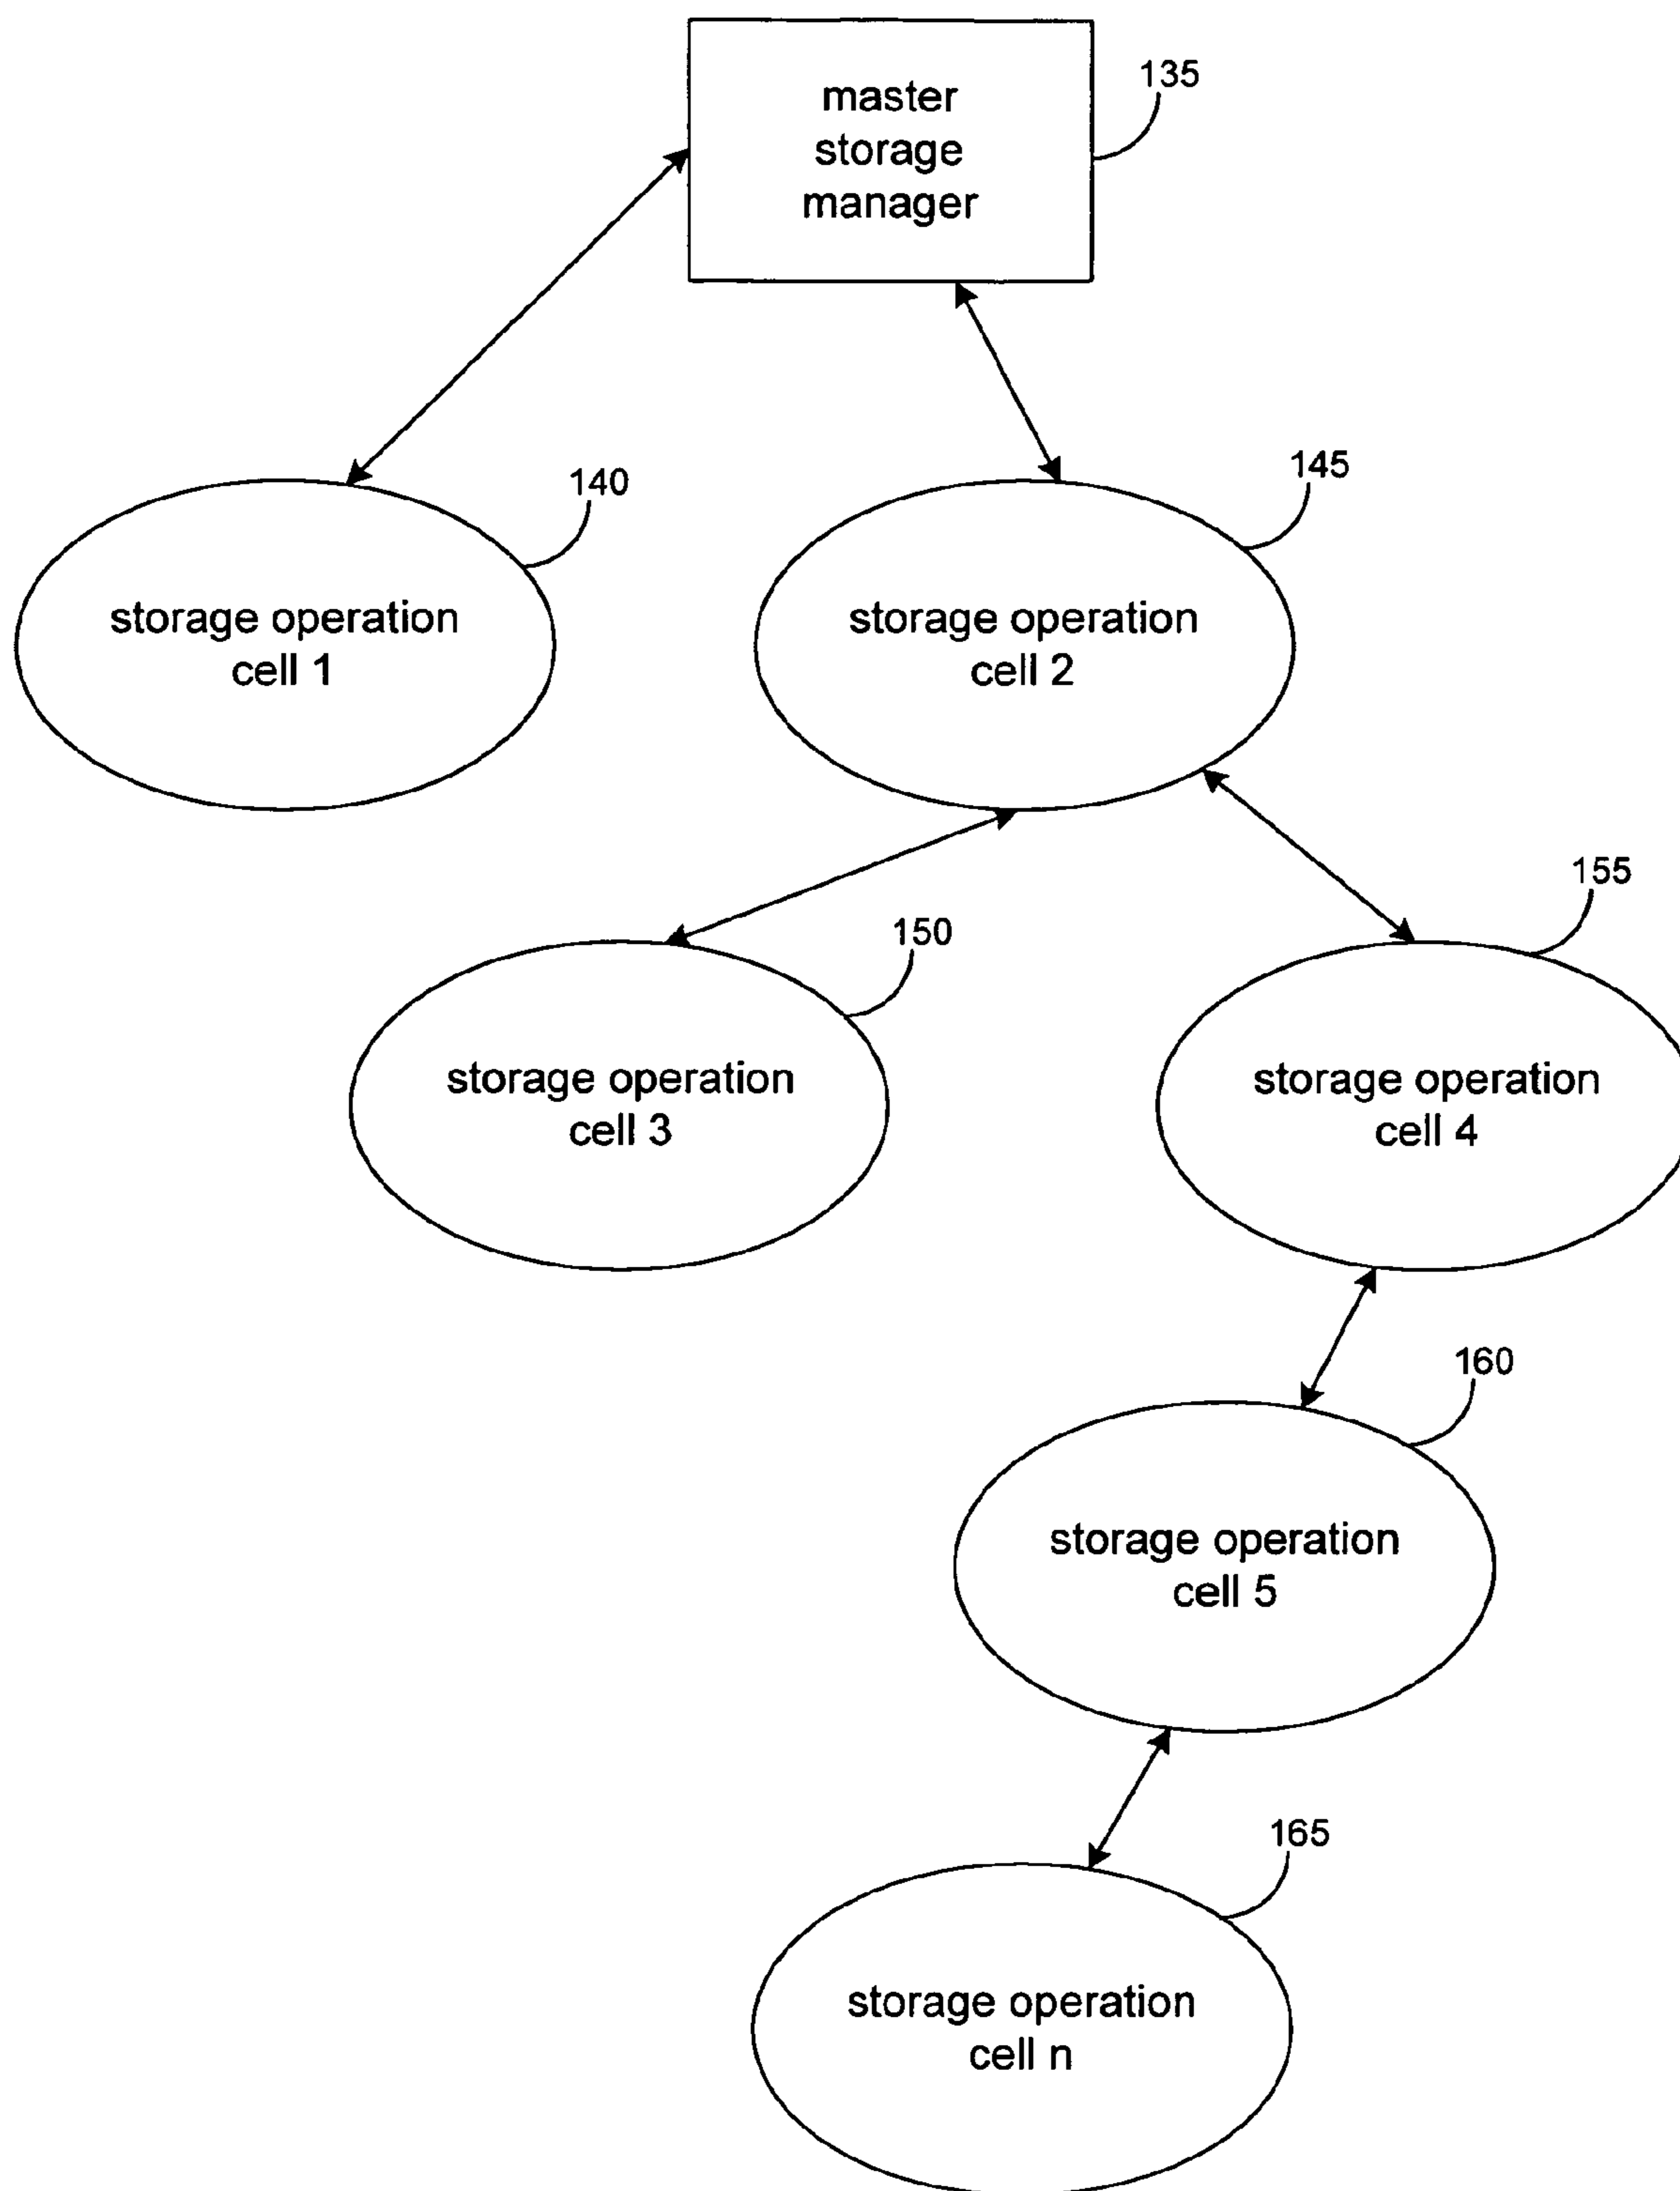 master
storage
manager
135
140
145
storage operation
cell 1
storage operation
cell 2
150
155
storage operation
cell 3
storage operation
cell 4
160
storage operation
cell 5
165
storage operation
cell n